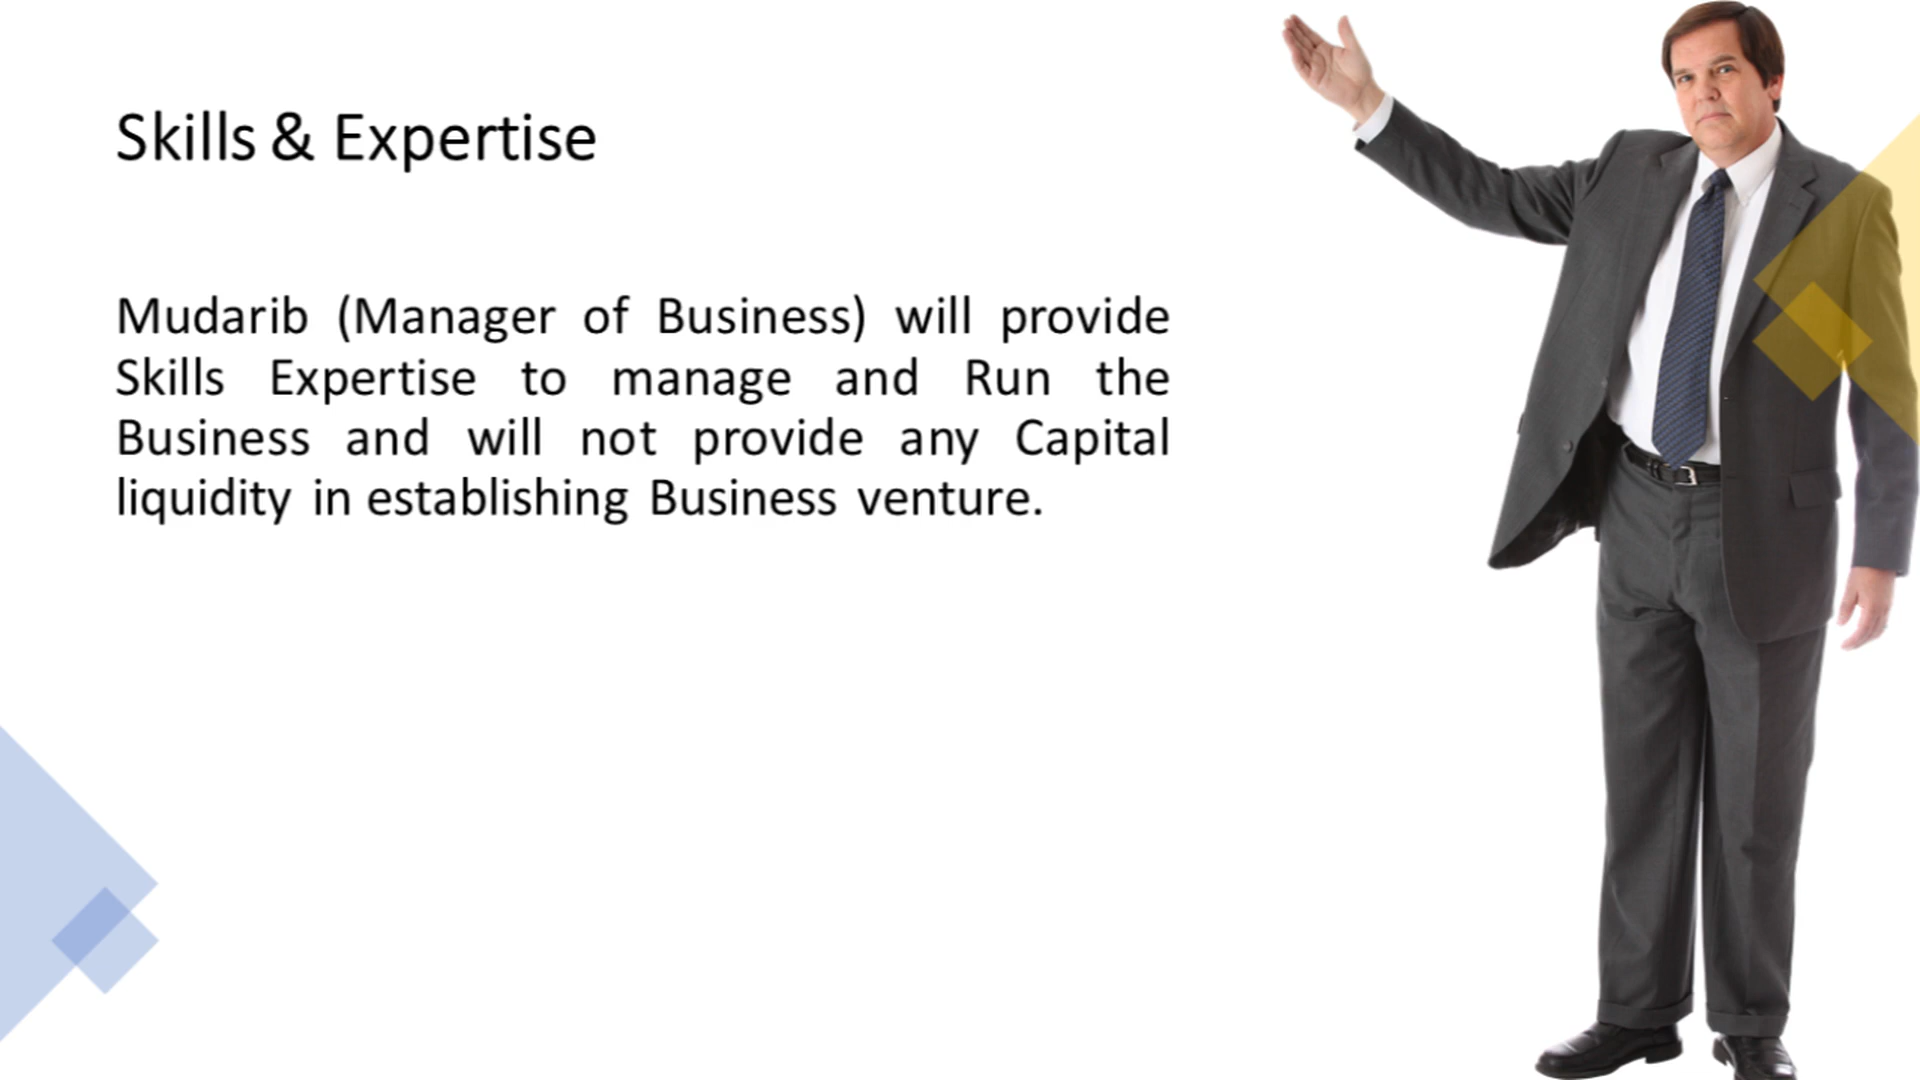 Skills & Expertise
Mudarib (Manager of Business) will provide
Skills Expertise to manage and Run the
Business and will not provide any Capital
liquidity in establishing Business venture.